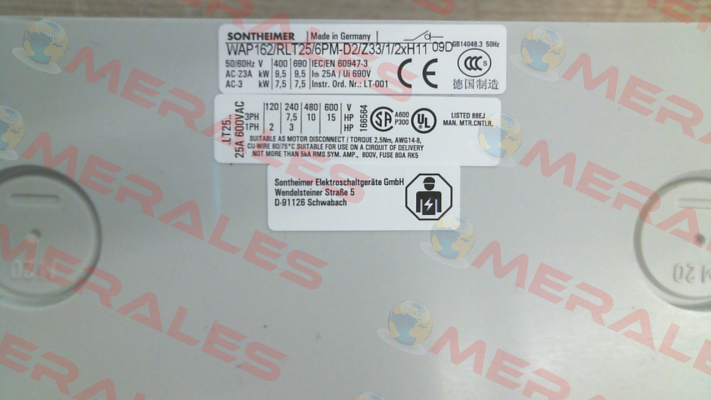 SONTHEIMER Made in Germany
WAP162/RLT25/6PM-D2/Z33/1/2xH11 09D GB14048.3 50Hz
50/60Hz V 400 690 IEC/EN 60947-3
AC-23A kW 9,5 9,5 Ith 25A / Ui 690V
AC-3 kW 7,5 7,5 Instr. Ord. Nr.: LT-001
CCC
德国制造
LT25./
25A 600VAC
120 240 480 600 V
3PH 7,5 10 15 HP
1PH 2 3 HP
166564
SA A600 P300 UL LISTED 88EJ
MAN. MTR.CNTLR.
SUITABLE AS MOTOR DISCONNECT / TORQUE 2,5Nm, AWG14-8,
CU-WIRE 60/75°C SUITABLE FOR USE ON A CIRCUIT OF DELIVERY
NOT MORE THAN 5kA RMS SYM. AMP., 600V, FUSE 80A RK5
Sontheimer Elektroschaltgeräte GmbH
Wendelsteiner Straße 5
D-91126 Schwabach
M20
M20
MERALES
MERALES
MERALES
MERALES
MERALES